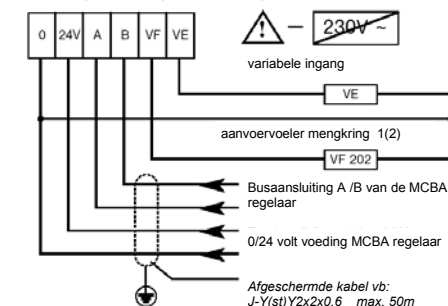 0 24V A B VF VE
230V ~
variabele ingang
VE
aanvoervoeler mengkring 1(2)
VF 202
Busaansluiting A /B van de MCBA
regelaar
0/24 volt voeding MCBA regelaar
Afgeschermde kabel vb:
J-Y(st)Y2x2x0,6 max. 50m